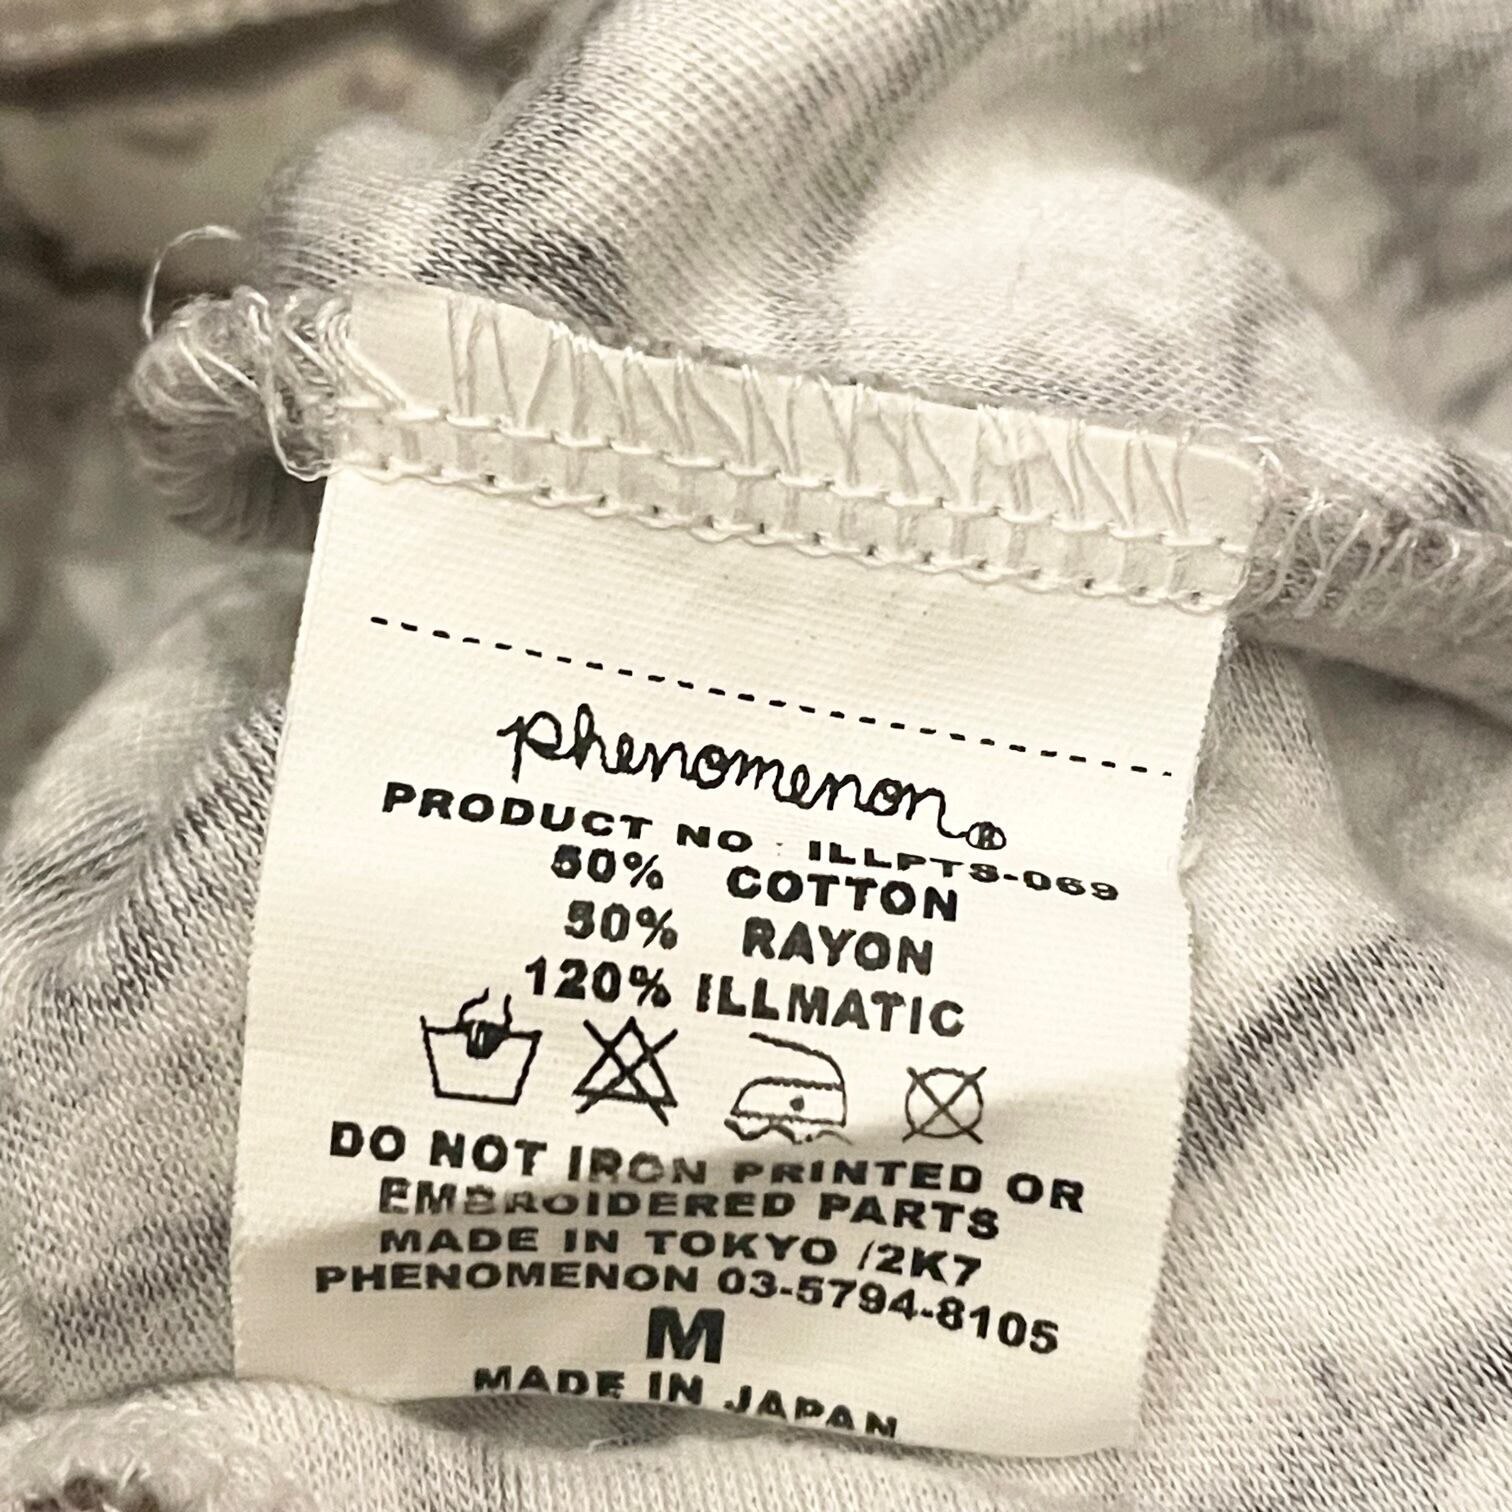 phenomenon®
PRODUCT NO : ILLPTS-069
50% COTTON
50% RAYON
120% ILLMATIC
DO NOT IRON PRINTED OR
EMBROIDERED PARTS
MADE IN TOKYO /2K7
PHENOMENON 03-5794-8105
M
MADE IN JAPAN